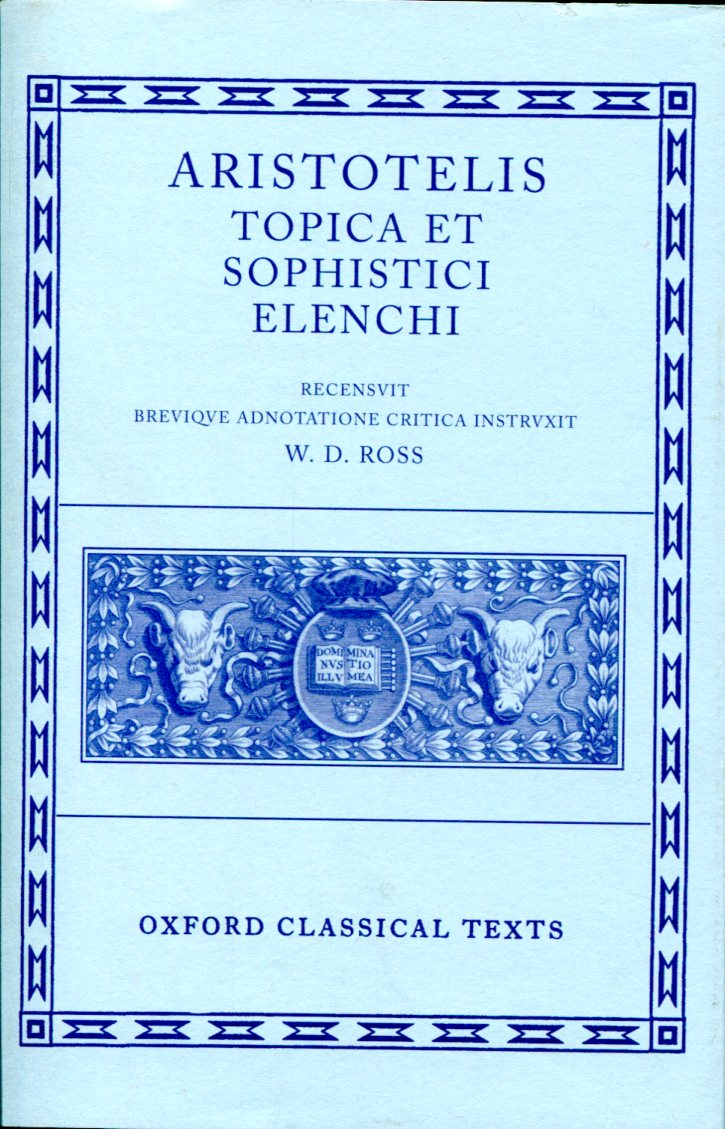 ARISTOTELIS
TOPICA ET
SOPHISTICI
ELENCHI
RECENSVIT
BREVIQVE ADNOTATIONE CRITICA INSTRVXIT
W. D. ROSS
DOMI MINA
NVS TIO
ILLV MEA
OXFORD CLASSICAL TEXTS